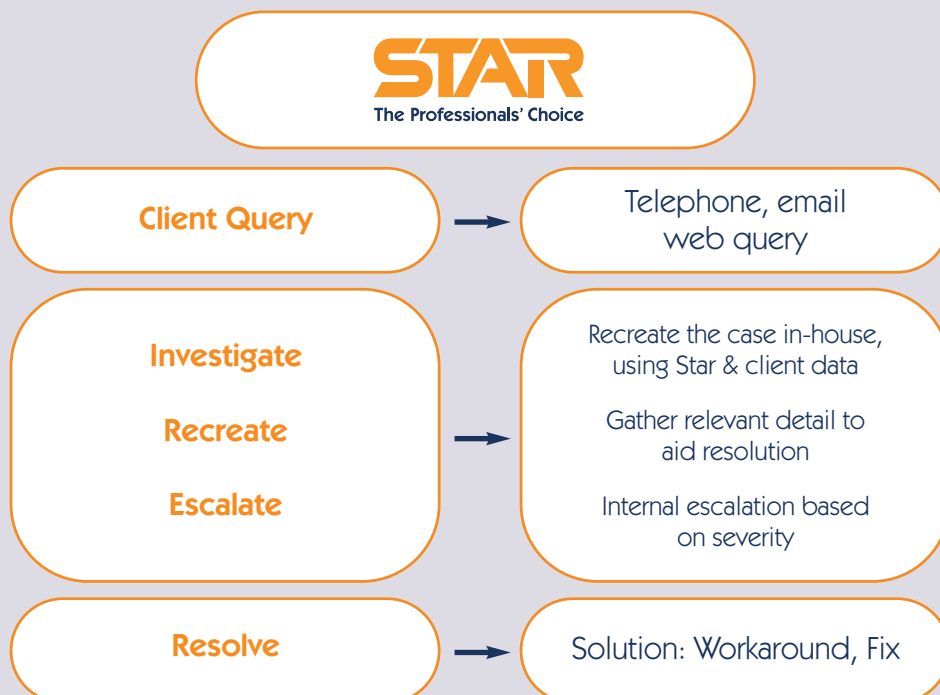 STAR
The Professionals' Choice
Client Query
Telephone, email
web query
Investigate
Recreate
Escalate
Recreate the case in-house,
using Star & client data
Gather relevant detail to
aid resolution
Internal escalation based
on severity
Resolve
Solution: Workaround, Fix